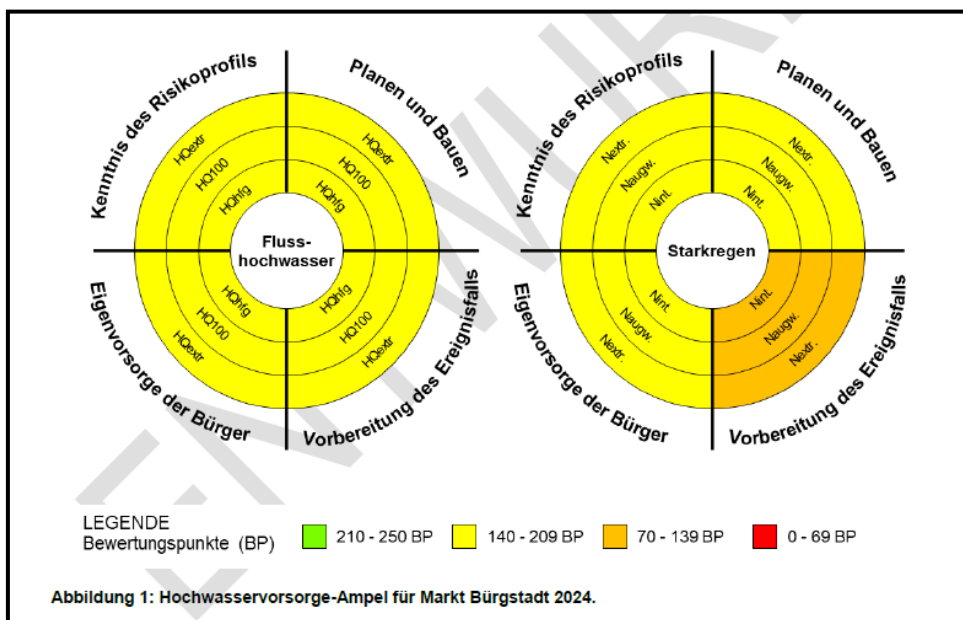 ENTWURF
Kenntnis des Risikoprofils
Planen und Bauen
Eigenvorsorge der Bürger
Vorbereitung des Ereignisfalls
HQextr
HQ100
HQhfg
HQextr
HQ100
HQhfg
Fluss-
hochwasser
HQhfg
HQ100
HQextr
HQhfg
HQ100
HQextr
Kenntnis des Risikoprofils
Planen und Bauen
Eigenvorsorge der Bürger
Vorbereitung des Ereignisfalls
Nextr.
Naugw.
Nint.
Nextr.
Naugw.
Nint.
Starkregen
Nint.
Naugw.
Nextr.
Nint.
Naugw.
Nextr.
LEGENDE
Bewertungspunkte (BP)
210 - 250 BP
140 - 209 BP
70 - 139 BP
0 - 69 BP
Abbildung 1: Hochwasservorsorge-Ampel für Markt Bürgstadt 2024.